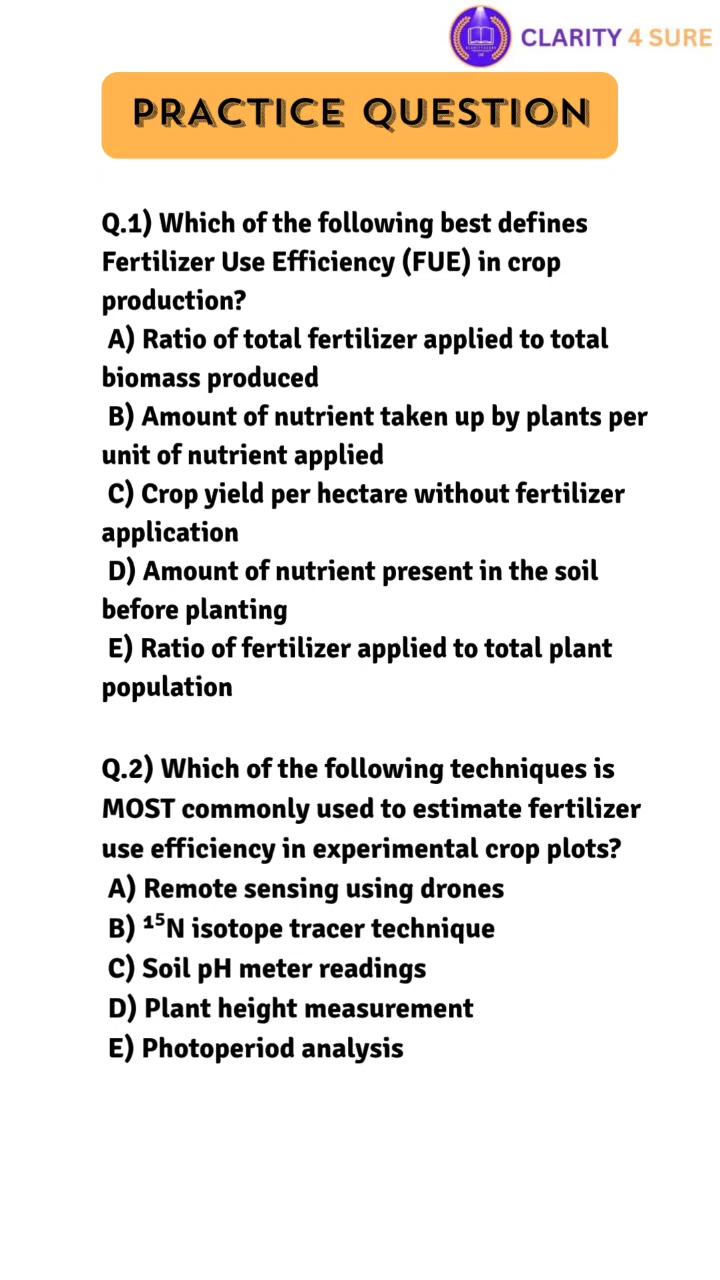 CLARITY 4 SURE
PRACTICE QUESTION
Q.1) Which of the following best defines
Fertilizer Use Efficiency (FUE) in crop
production?
A) Ratio of total fertilizer applied to total
biomass produced
B) Amount of nutrient taken up by plants per
unit of nutrient applied
C) Crop yield per hectare without fertilizer
application
D) Amount of nutrient present in the soil
before planting
E) Ratio of fertilizer applied to total plant
population
Q.2) Which of the following techniques is
MOST commonly used to estimate fertilizer
use efficiency in experimental crop plots?
A) Remote sensing using drones
B) ¹⁵N isotope tracer technique
C) Soil pH meter readings
D) Plant height measurement
E) Photoperiod analysis